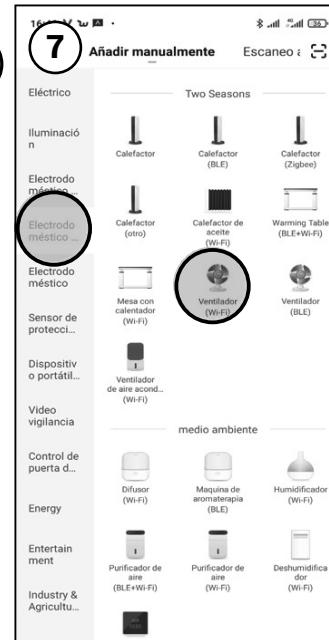 7
Añadir manualmente
Escaneo a
Eléctrico
Iluminació
n
Electrodo
méstico ...
Electrodo
méstico ...
Electrodo
méstico
Sensor de
protecci...
Dispositiv
o portátil...
Video
vigilancia
Control de
puerta d...
Energy
Entertain
ment
Industry &
Agricultu...
Two Seasons
Calefactor
Calefactor
(BLE)
Calefactor
(Zigbee)
Calefactor
(otro)
Calefactor de
aceite
(Wi-Fi)
Warming Table
(BLE+Wi-Fi)
Mesa con
calentador
(Wi-Fi)
Ventilador
(Wi-Fi)
Ventilador
(BLE)
Ventilador
de aire acond...
(Wi-Fi)
medio ambiente
Difusor
(Wi-Fi)
Maquina de
aromaterapia
(BLE)
Humidificador
(Wi-Fi)
Purificador de
aire
(BLE+Wi-Fi)
Purificador de
aire
(Wi-Fi)
Deshumidifica
dor
(Wi-Fi)